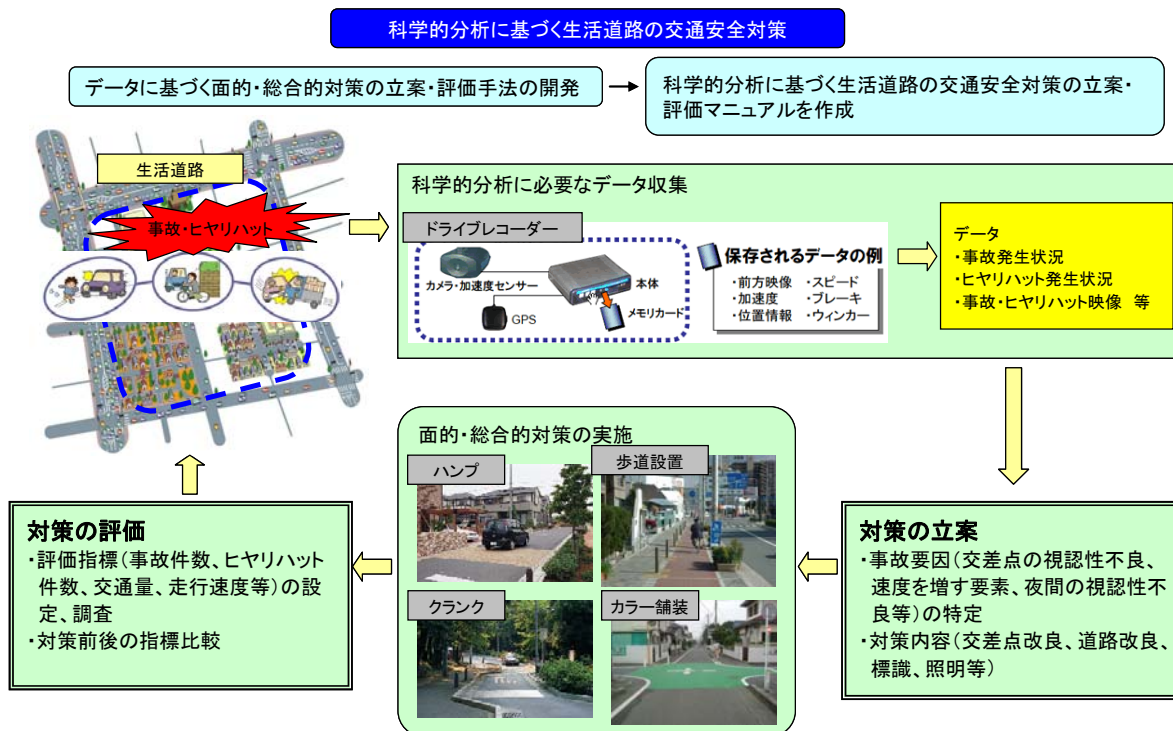 科学的分析に基づく生活道路の交通安全対策
データに基づく面的・総合的対策の立案・評価手法の開発
科学的分析に基づく生活道路の交通安全対策の立案・
評価マニュアルを作成
生活道路
事故・ヒヤリハット
科学的分析に必要なデータ収集
ドライブレコーダー
カメラ・加速度センサー
本体
GPS
メモリカード
保存されるデータの例
・前方映像 ・スピード
・加速度 ・ブレーキ
・位置情報 ・ウィンカー
データ
・事故発生状況
・ヒヤリハット発生状況
・事故・ヒヤリハット映像 等
対策の立案
・事故要因(交差点の視認性不良、
速度を増す要素、夜間の視認性不
良等)の特定
・対策内容(交差点改良、道路改良、
標識、照明等)
面的・総合的対策の実施
ハンプ
歩道設置
クランク
カラー舗装
対策の評価
・評価指標(事故件数、ヒヤリハット
件数、交通量、走行速度等)の設
定、調査
・対策前後の指標比較